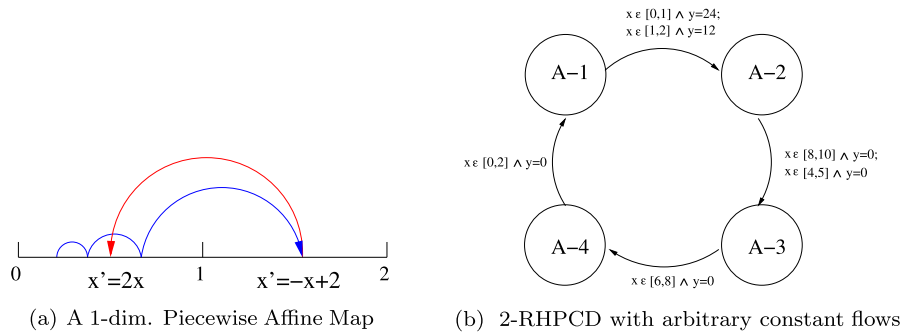 x ε [0,1] ∧ y=24;
x ε [1,2] ∧ y=12
A−1
A−2
x ε [0,2] ∧ y=0
x ε [8,10] ∧ y=0;
x ε [4,5] ∧ y=0
A−4
A−3
x ε [6,8] ∧ y=0
0
1
2
x'=2x
x'=−x+2
(a) A 1-dim. Piecewise Affine Map
(b) 2-RHPCD with arbitrary constant flows